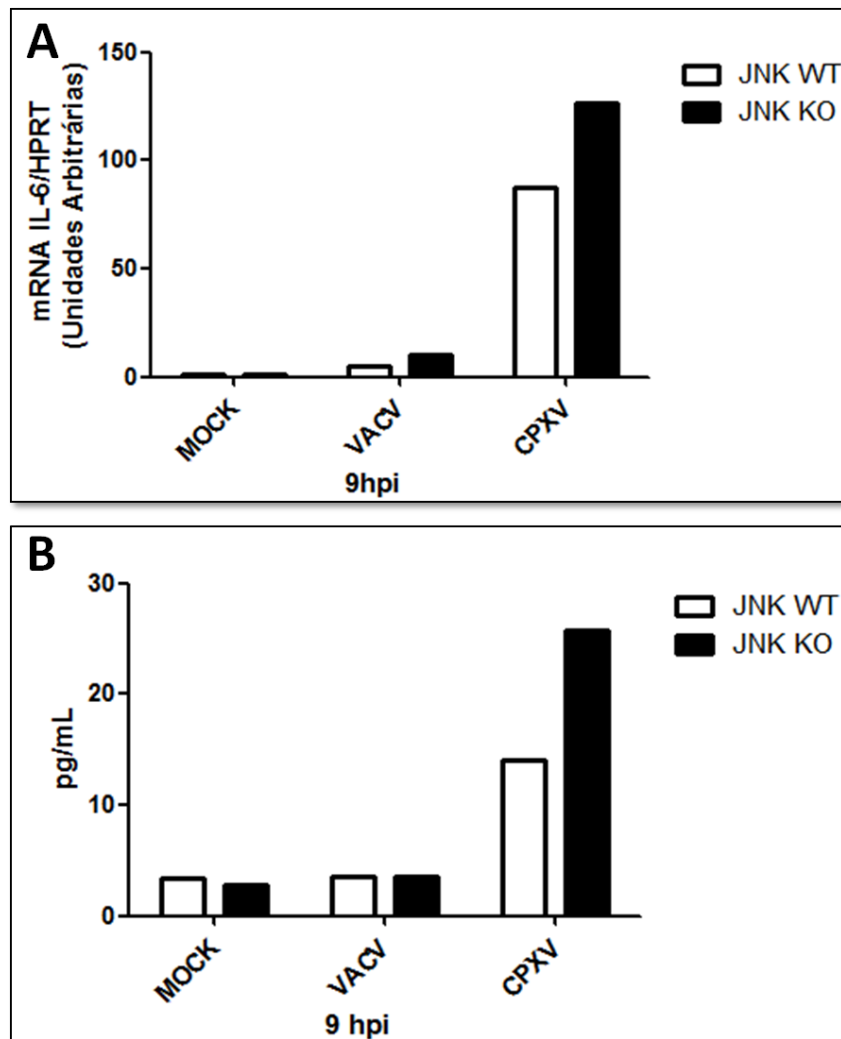 A
mRNA IL-6/HPRT
(Unidades Arbitrárias)
150
100
50
0
MOCK
VACV
CPXV
9hpi
JNK WT
JNK KO
B
pg/mL
30
20
10
0
MOCK
VACV
CPXV
9 hpi
JNK WT
JNK KO